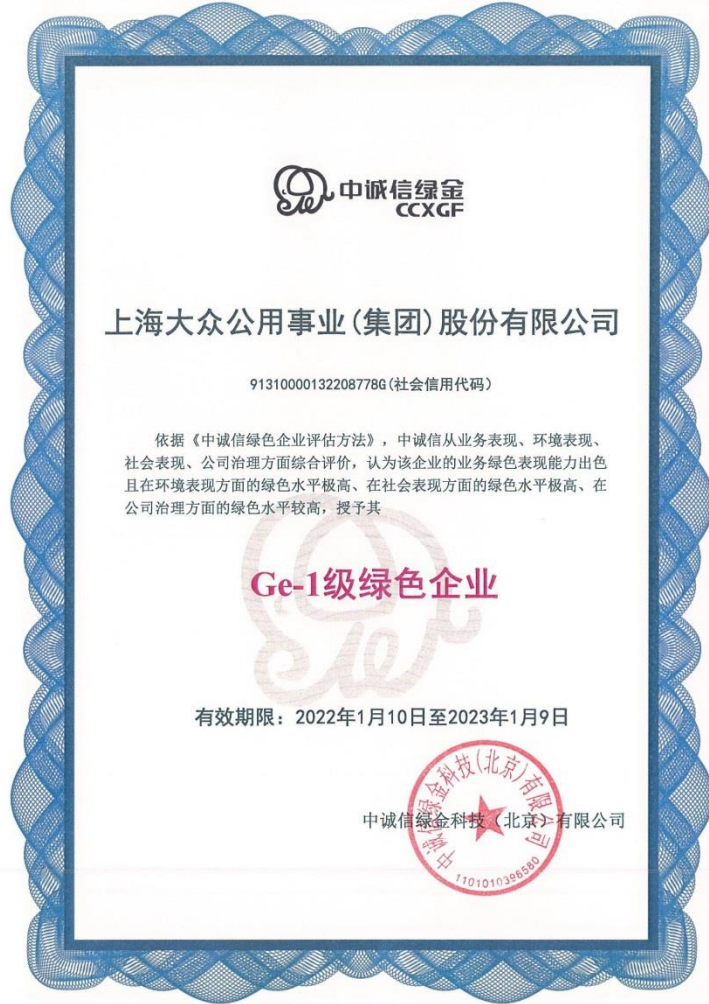 中诚信绿金
CCXGF
上海大众公用事业(集团)股份有限公司
91310000132208778G(社会信用代码)
依据《中诚信绿色企业评估方法》，中诚信从业务表现、环境表现、
社会表现、公司治理方面综合评价，认为该企业的业务绿色表现能力出色
且在环境表现方面的绿色水平极高、在社会表现方面的绿色水平极高、在
公司治理方面的绿色水平较高，授予其
Ge-1级绿色企业
有效期限：2022年1月10日至2023年1月9日
中诚信绿金科技（北京）有限公司
中诚信绿金科技(北京)有限公司
1101010396580